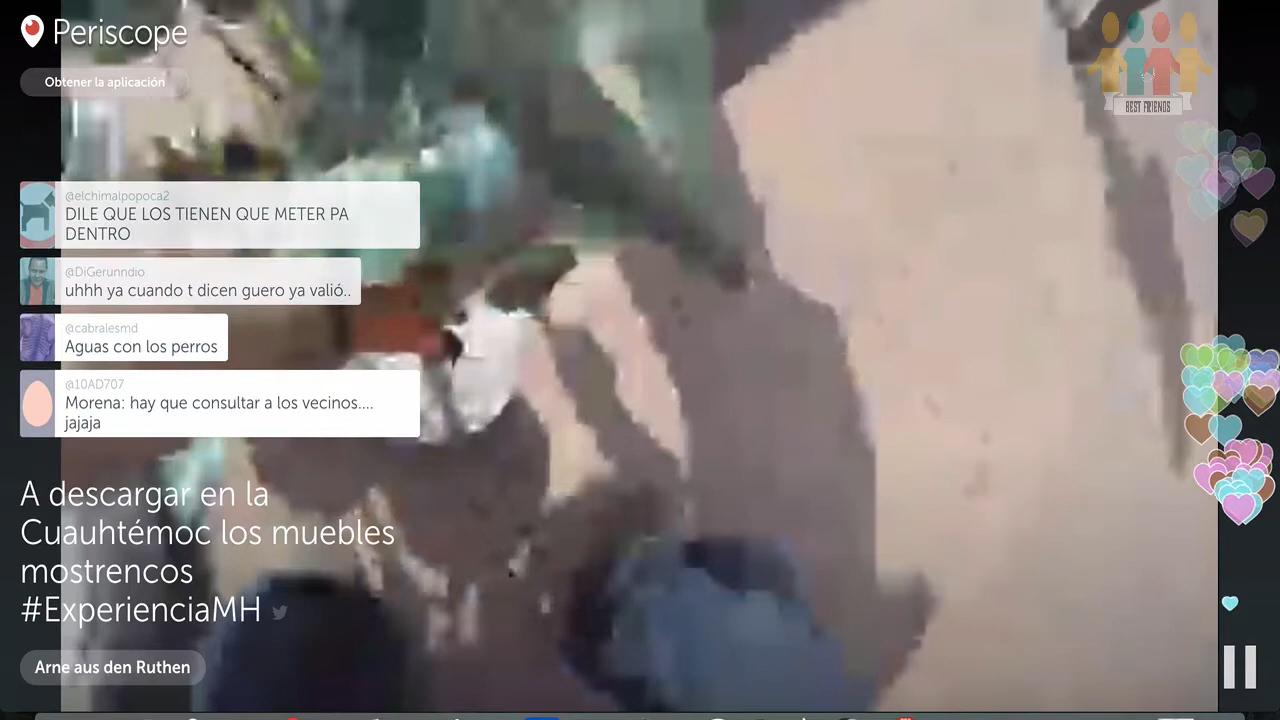 Periscope
Obtener la aplicación
BEST FRIENDS
@elchimalpopoca2
DILE QUE LOS TIENEN QUE METER PA
DENTRO
@DiGerunndio
uhhh ya cuando t dicen guero ya valió..
@cabralesmd
Aguas con los perros
@10AD707
Morena: hay que consultar a los vecinos....
jajaja
A descargar en la
Cuauhtémoc los muebles
mostrencos
#ExperienciaMH
Arne aus den Ruthen